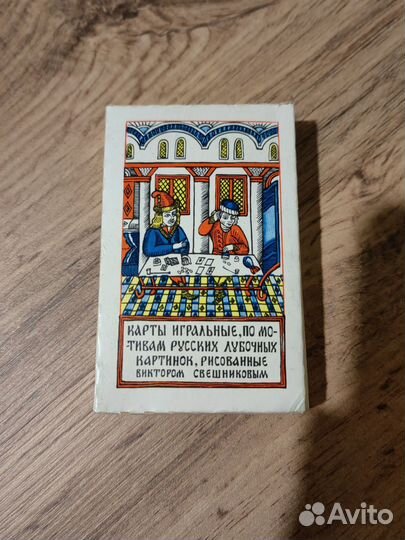 КАРТЫ ИГРАЛЬНЫЕ, ПО МО-
ТИВАМ РУССКИХ ЛУБОЧНЫХ
КАРТИНОК, РИСОВАННЫЕ
ВИКТОРОМ СВЕШНИКОВЫМ
Avito